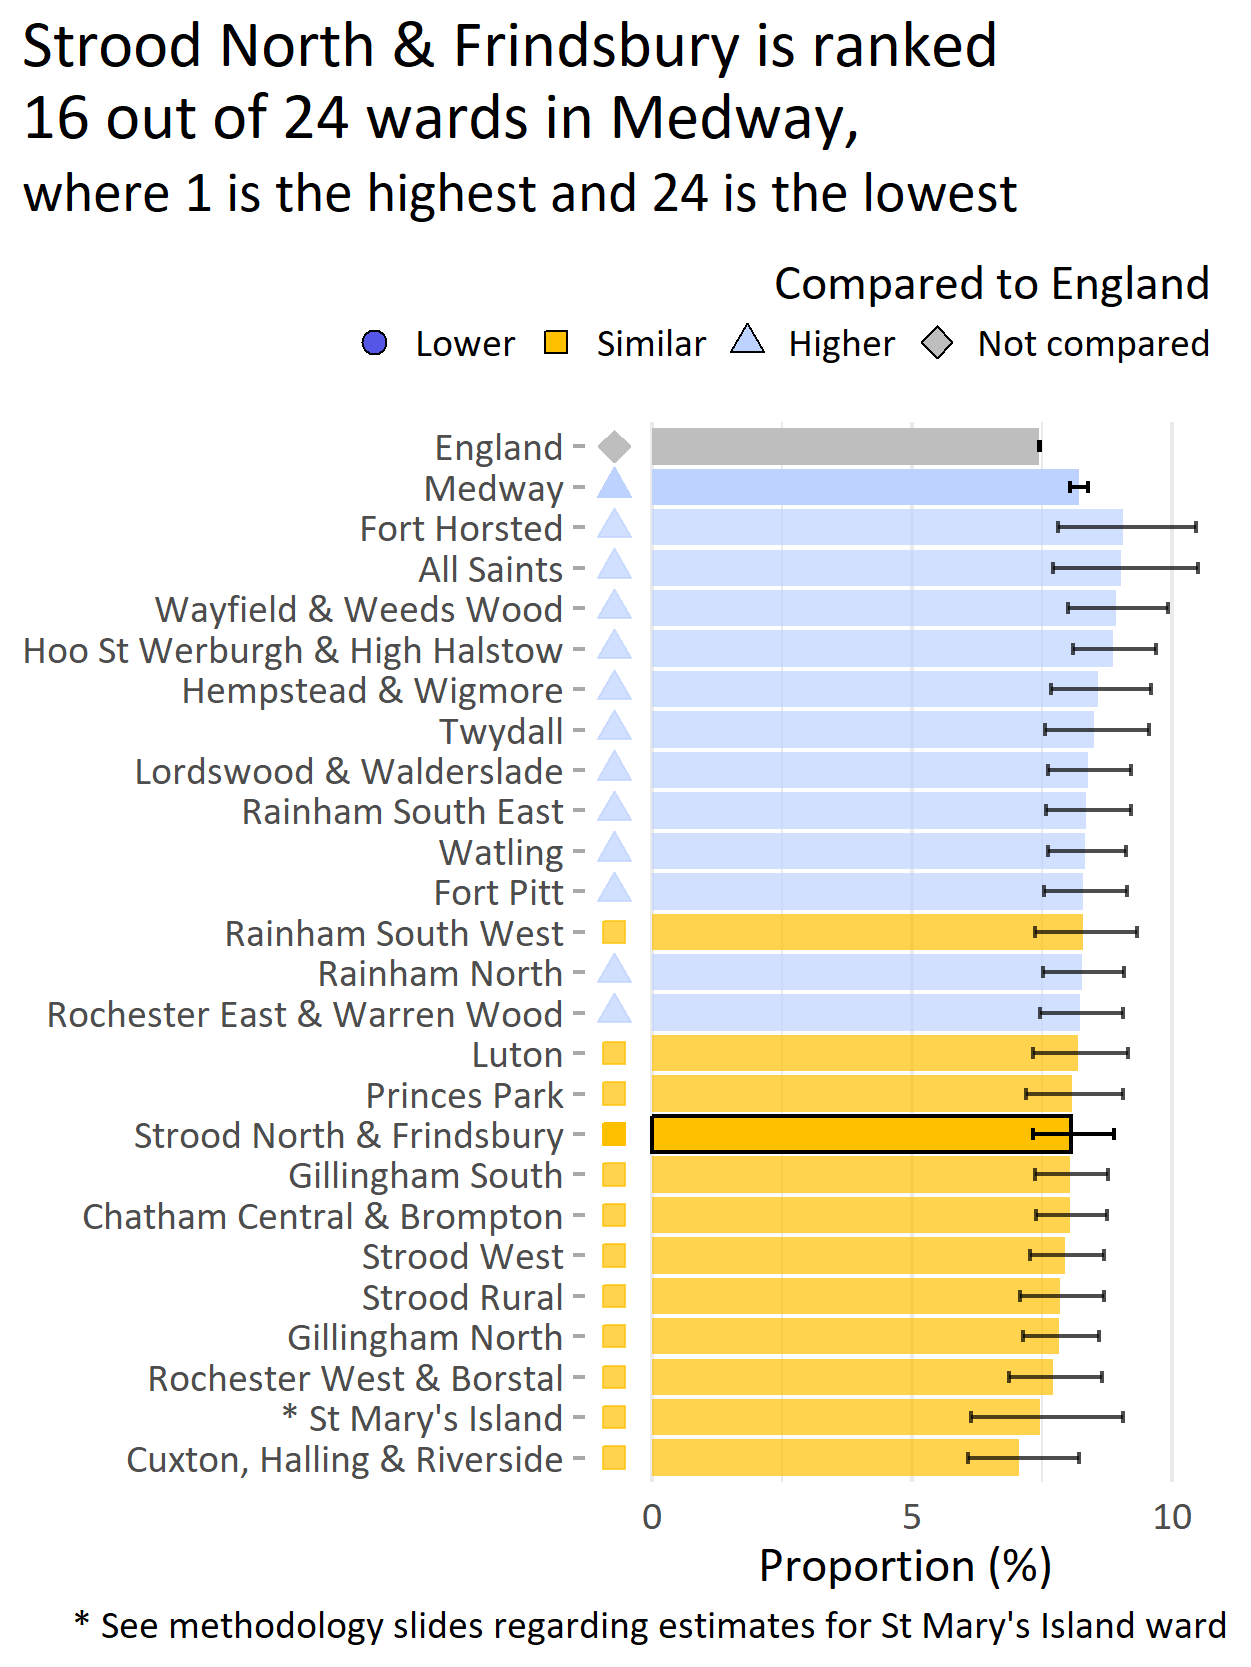 Strood North & Frindsbury is ranked
16 out of 24 wards in Medway,
where 1 is the highest and 24 is the lowest
Compared to England
Lower Similar Higher Not compared
England
Medway
Fort Horsted
All Saints
Wayfield & Weeds Wood
Hoo St Werburgh & High Halstow
Hempstead & Wigmore
Twydall
Lordswood & Walderslade
Rainham South East
Watling
Fort Pitt
Rainham South West
Rainham North
Rochester East & Warren Wood
Luton
Princes Park
Strood North & Frindsbury
Gillingham South
Chatham Central & Brompton
Strood West
Strood Rural
Gillingham North
Rochester West & Borstal
* St Mary's Island
Cuxton, Halling & Riverside
0 5 10
Proportion (%)
* See methodology slides regarding estimates for St Mary's Island ward